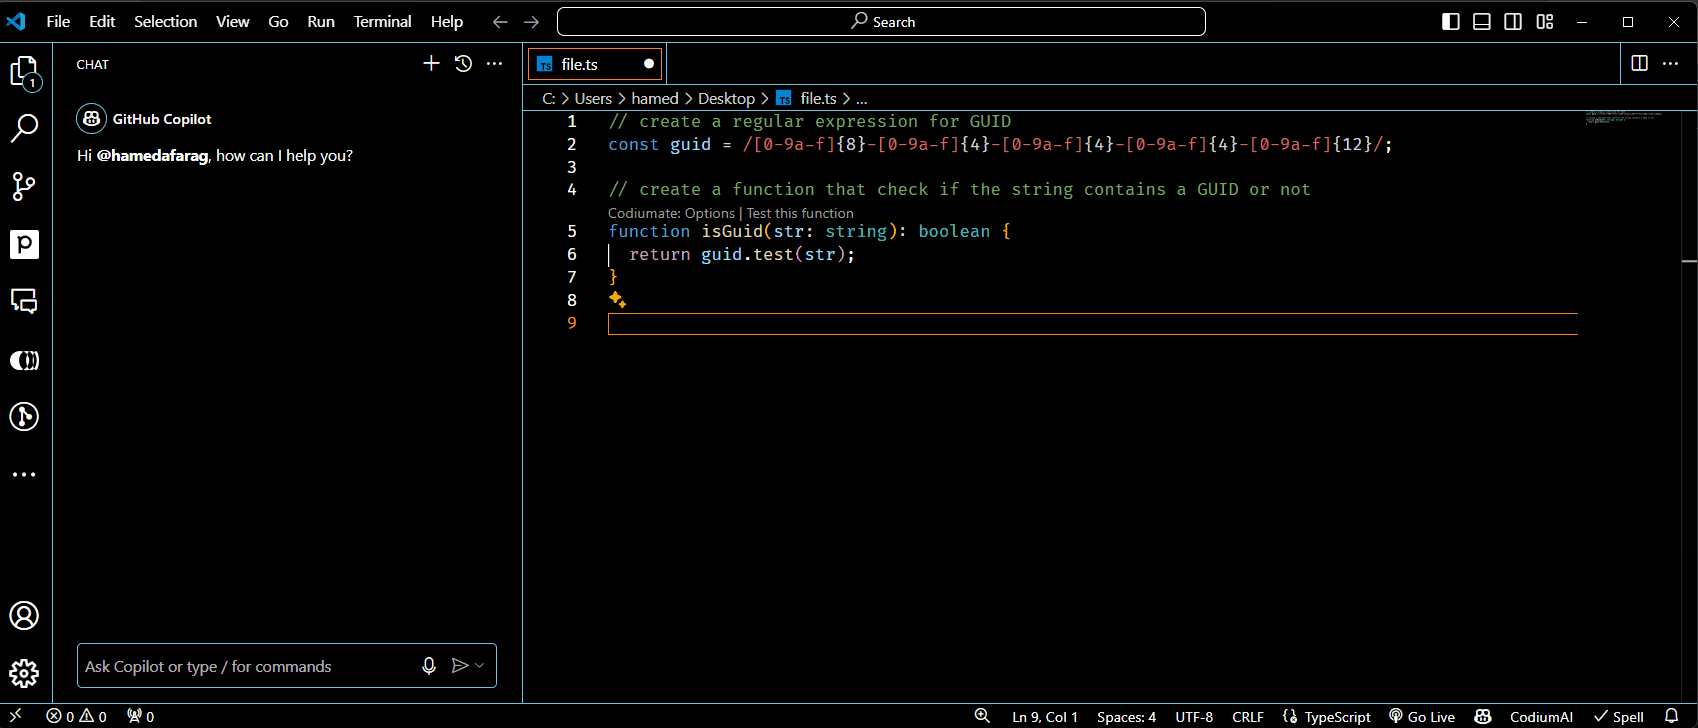 File Edit Selection View Go Run Terminal Help
Search
CHAT
GitHub Copilot
Hi @hamedafarag, how can I help you?
Ask Copilot or type / for commands
1
TS file.ts
C: > Users > hamed > Desktop > TS file.ts > ...
1 // create a regular expression for GUID
2 const guid = /[0-9a-f]{8}-[0-9a-f]{4}-[0-9a-f]{4}-[0-9a-f]{4}-[0-9a-f]{12}/;
3
4 // create a function that check if the string contains a GUID or not
Codiumate: Options | Test this function
5 function isGuid(str: string): boolean {
6 return guid.test(str);
7 }
8
9
0 0 0 Ln 9, Col 1 Spaces: 4 UTF-8 CRLF TypeScript Go Live CodiumAI Spell